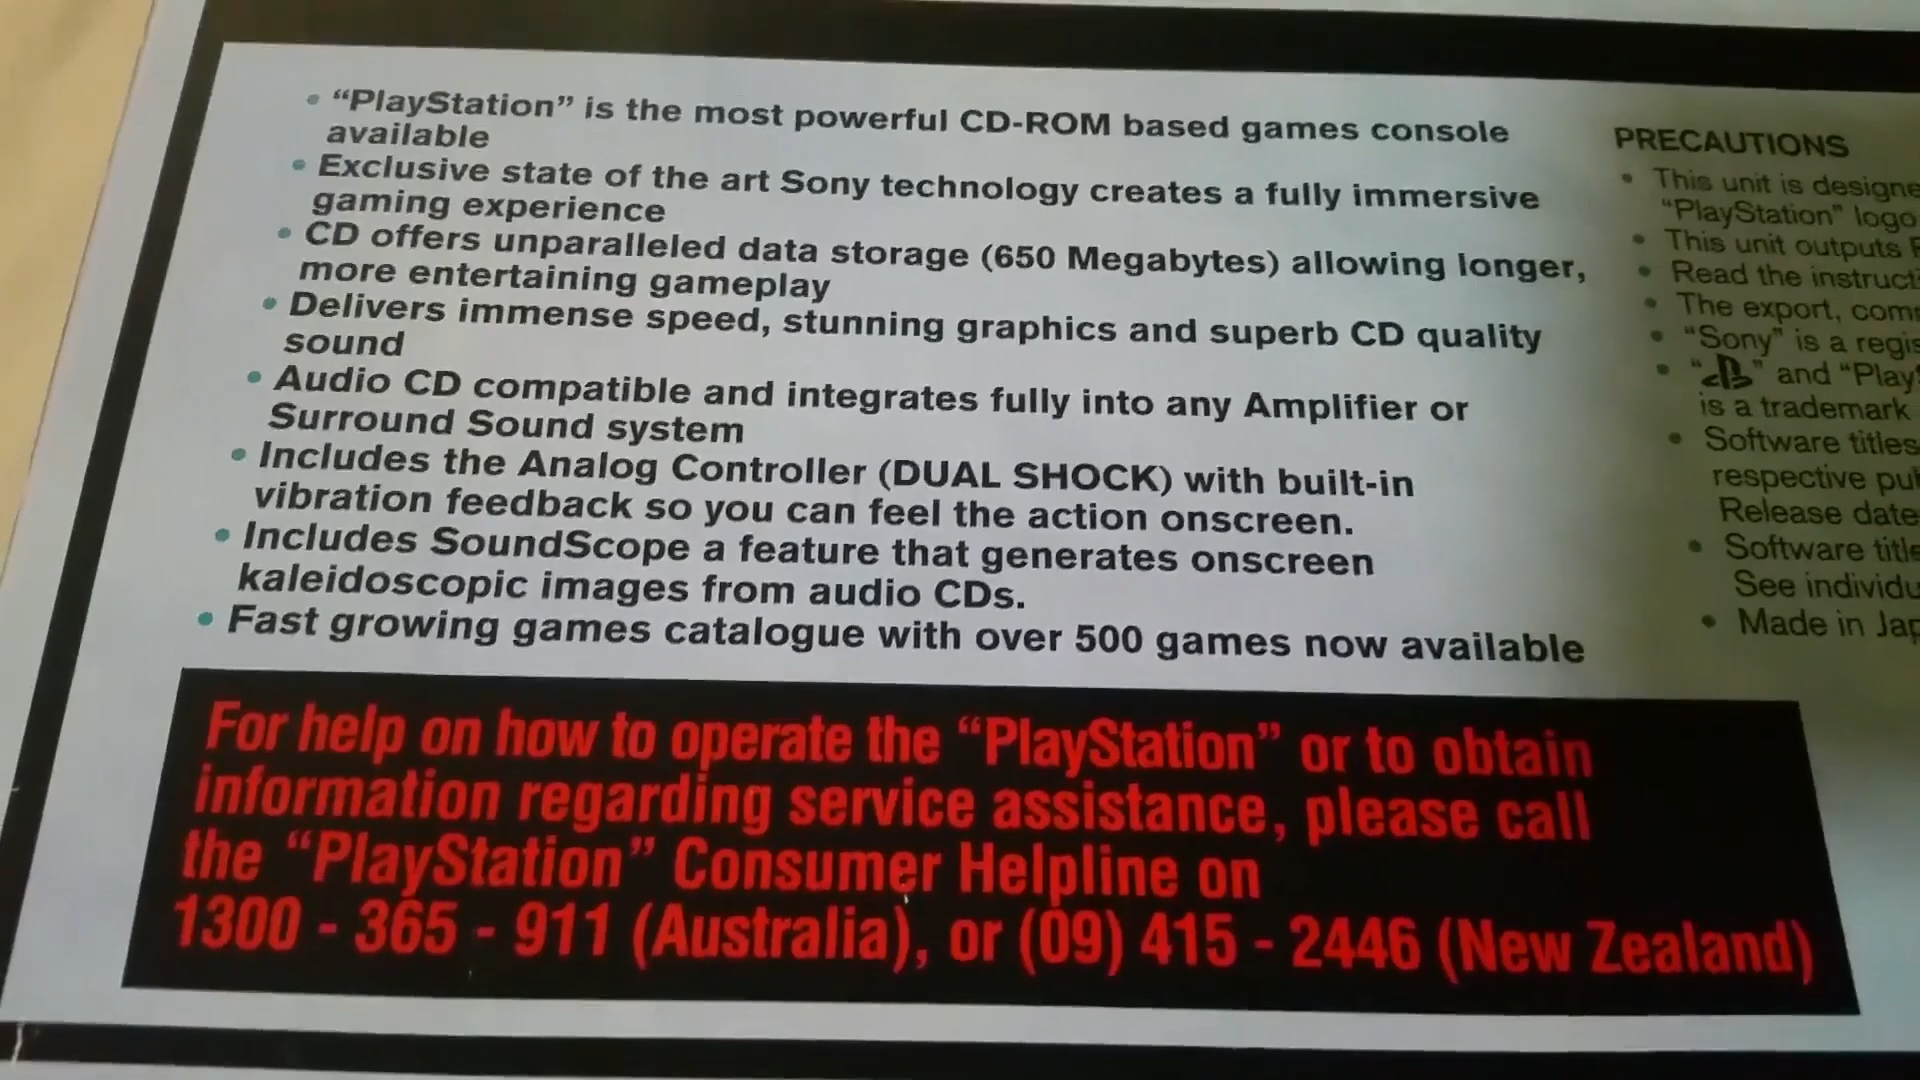 • “PlayStation” is the most powerful CD-ROM based games console
available
• Exclusive state of the art Sony technology creates a fully immersive
gaming experience
• CD offers unparalleled data storage (650 Megabytes) allowing longer,
more entertaining gameplay
• Delivers immense speed, stunning graphics and superb CD quality
sound
• Audio CD compatible and integrates fully into any Amplifier or
Surround Sound system
• Includes the Analog Controller (DUAL SHOCK) with built-in
vibration feedback so you can feel the action onscreen.
• Includes SoundScope a feature that generates onscreen
kaleidoscopic images from audio CDs.
• Fast growing games catalogue with over 500 games now available
For help on how to operate the “PlayStation” or to obtain
information regarding service assistance, please call
the “PlayStation” Consumer Helpline on
1300 - 365 - 911 (Australia), or (09) 415 - 2446 (New Zealand)
PRECAUTIONS
• This unit is
“PlayStation” logo
• This unit outputs
• Read the
• The export,
• “Sony” is a
• “ ” and
is a trademark
• Software titles
respective
Release
• Software
See
• Made in